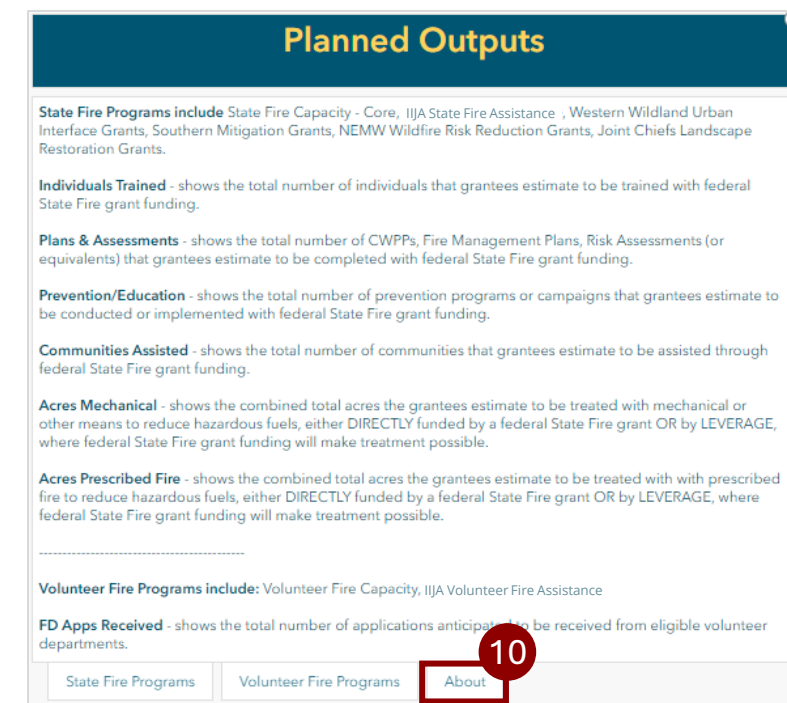 Planned Outputs
State Fire Programs include State Fire Capacity - Core, IIJA State Fire Assistance , Western Wildland Urban
Interface Grants, Southern Mitigation Grants, NEMW Wildfire Risk Reduction Grants, Joint Chiefs Landscape
Restoration Grants.
Individuals Trained - shows the total number of individuals that grantees estimate to be trained with federal
State Fire grant funding.
Plans & Assessments - shows the total number of CWPPs, Fire Management Plans, Risk Assessments (or
equivalents) that grantees estimate to be completed with federal State Fire grant funding.
Prevention/Education - shows the total number of prevention programs or campaigns that grantees estimate to
be conducted or implemented with federal State Fire grant funding.
Communities Assisted - shows the total number of communities that grantees estimate to be assisted through
federal State Fire grant funding.
Acres Mechanical - shows the combined total acres the grantees estimate to be treated with mechanical or
other means to reduce hazardous fuels, either DIRECTLY funded by a federal State Fire grant OR by LEVERAGE,
where federal State Fire grant funding will make treatment possible.
Acres Prescribed Fire - shows the combined total acres the grantees estimate to be treated with with prescribed
fire to reduce hazardous fuels, either DIRECTLY funded by a federal State Fire grant OR by LEVERAGE, where
federal State Fire grant funding will make treatment possible.
--------------------------------------------
Volunteer Fire Programs include: Volunteer Fire Capacity, IIJA Volunteer Fire Assistance
FD Apps Received - shows the total number of applications anticipated to be received from eligible volunteer
departments.
10
State Fire Programs Volunteer Fire Programs About